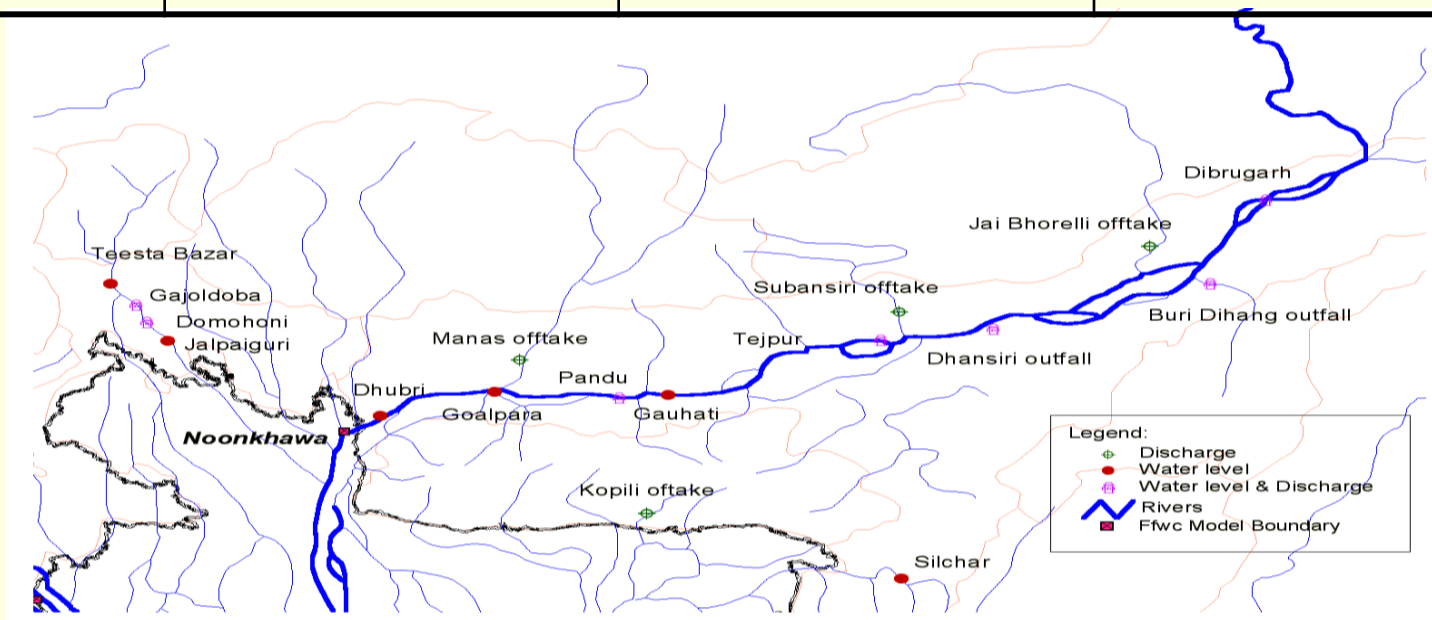 Dibrugarh
Jai Bhorelli offtake
Teesta Bazar
Subansiri offtake
Gajoldoba
Buri Dihang outfall
Domohoni
Manas offtake
Tejpur
Jalpaiguri
Dhansiri outfall
Pandu
Dhubri
Goalpara
Gauhati
Noonkhawa
Legend:
Discharge
Water level
Water level & Discharge
Rivers
Ffwc Model Boundary
Kopili oftake
Silchar